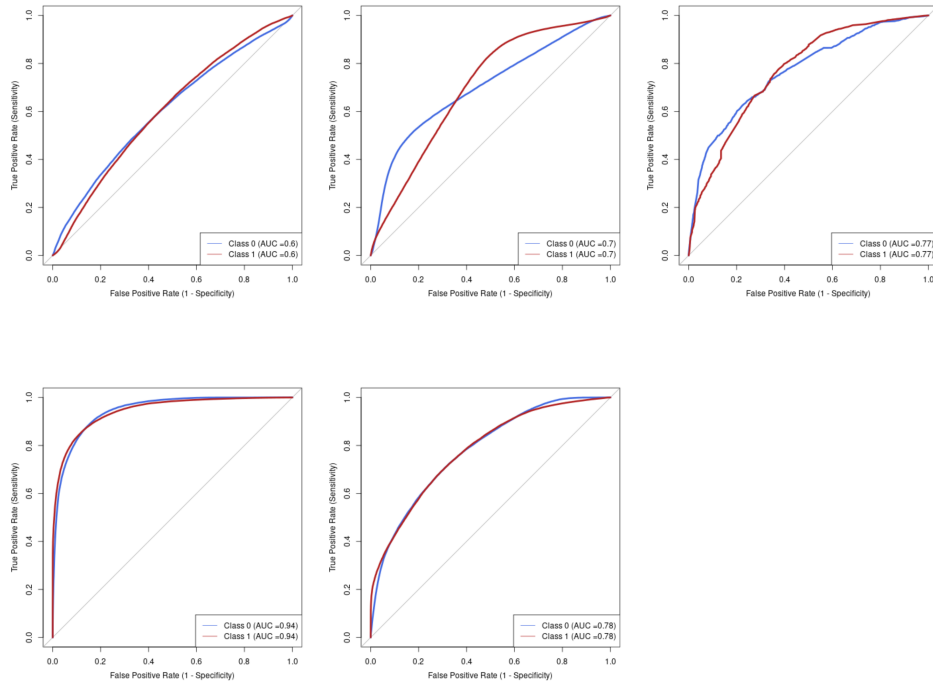 True Positive Rate (Sensitivity)
1.0
0.8
0.6
0.4
0.2
0.0
Class 0 (AUC =0.6)
Class 1 (AUC =0.6)
0.0 0.2 0.4 0.6 0.8 1.0
False Positive Rate (1 - Specificity)
True Positive Rate (Sensitivity)
1.0
0.8
0.6
0.4
0.2
0.0
Class 0 (AUC =0.7)
Class 1 (AUC =0.7)
0.0 0.2 0.4 0.6 0.8 1.0
False Positive Rate (1 - Specificity)
True Positive Rate (Sensitivity)
1.0
0.8
0.6
0.4
0.2
0.0
Class 0 (AUC =0.77)
Class 1 (AUC =0.77)
0.0 0.2 0.4 0.6 0.8 1.0
False Positive Rate (1 - Specificity)
True Positive Rate (Sensitivity)
1.0
0.8
0.6
0.4
0.2
0.0
Class 0 (AUC =0.94)
Class 1 (AUC =0.94)
0.0 0.2 0.4 0.6 0.8 1.0
False Positive Rate (1 - Specificity)
True Positive Rate (Sensitivity)
1.0
0.8
0.6
0.4
0.2
0.0
Class 0 (AUC =0.78)
Class 1 (AUC =0.78)
0.0 0.2 0.4 0.6 0.8 1.0
False Positive Rate (1 - Specificity)